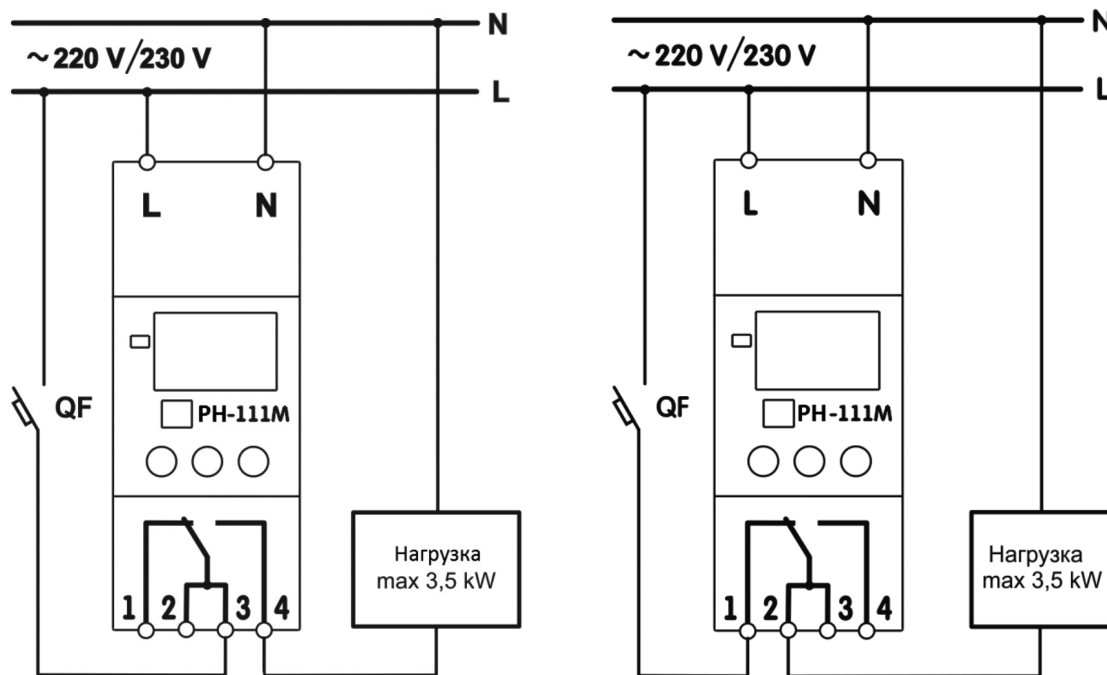 N
~ 220 V/230 V
L
L N
QF
PH-111M
1 2 3 4
Нагрузка
max 3,5 kW
N
~ 220 V/230 V
L
L N
QF
PH-111M
1 2 3 4
Нагрузка
max 3,5 kW